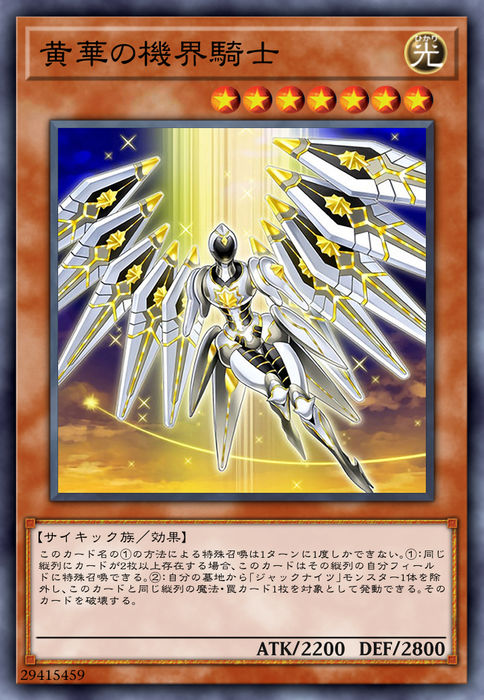 黄華の機界騎士
ひかり
光
【サイキック族／効果】
このカード名の①の方法による特殊召喚は1ターンに1度しかできない。①：同じ
縦列にカードが2枚以上存在する場合、このカードはその縦列の自分フィール
ドに特殊召喚できる。②：自分の墓地から「ジャックナイツ」モンスター1体を除
外し、このカードと同じ縦列の魔法・罠カード1枚を対象として発動できる。その
カードを破壊する。
ATK/2200 DEF/2800
29415459